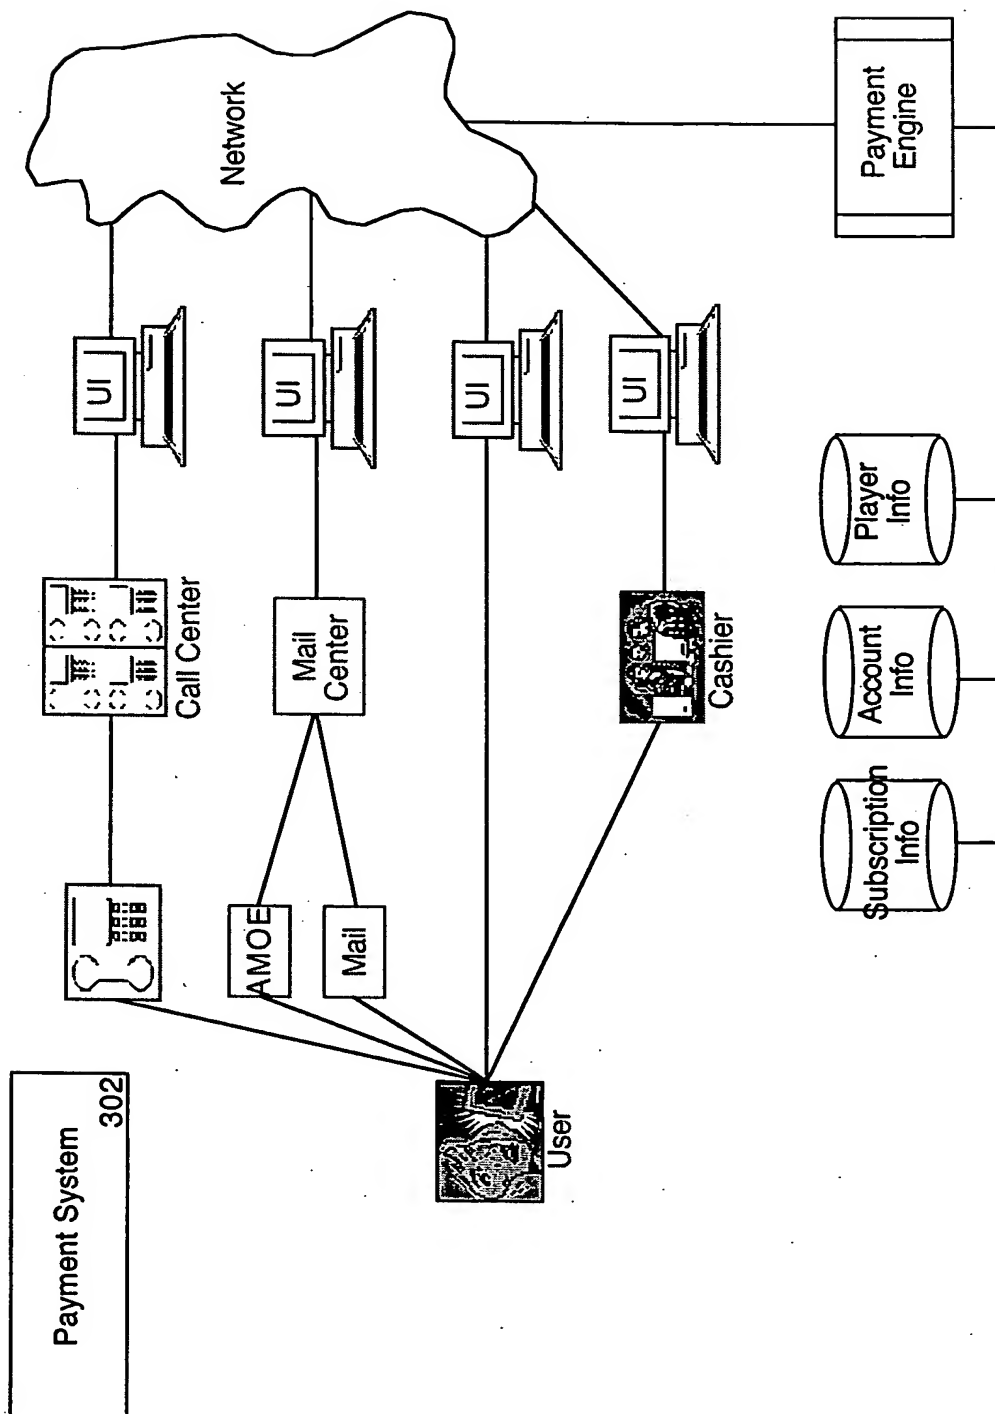 Payment System
302
User
AMOE
Mail
Call Center
Mail
Center
Cashier
UI
UI
UI
UI
Network
Subscription
Info
Account
Info
Player
Info
Payment
Engine